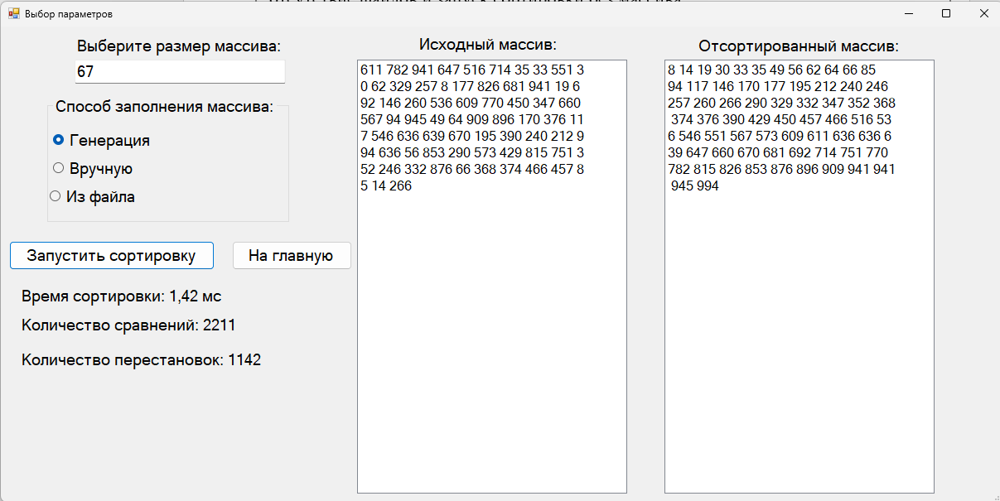 Выбор параметров
Выберите размер массива:
67
Способ заполнения массива:
Генерация
Вручную
Из файла
Запустить сортировку
На главную
Время сортировки: 1,42 мс
Количество сравнений: 2211
Количество перестановок: 1142
Исходный массив:
611 782 941 647 516 714 35 33 551 3
0 62 329 257 8 177 826 681 941 19 6
92 146 260 536 609 770 450 347 660
567 94 945 49 64 909 896 170 376 11
7 546 636 639 670 195 390 240 212 9
94 636 56 853 290 573 429 815 751 3
52 246 332 876 66 368 374 466 457 8
5 14 266
Отсортированный массив:
8 14 19 30 33 35 49 56 62 64 66 85
94 117 146 170 177 195 212 240 246
257 260 266 290 329 332 347 352 368
374 376 390 429 450 457 466 516 53
6 546 551 567 573 609 611 636 636 6
39 647 660 670 681 692 714 751 770
782 815 826 853 876 896 909 941 941
945 994